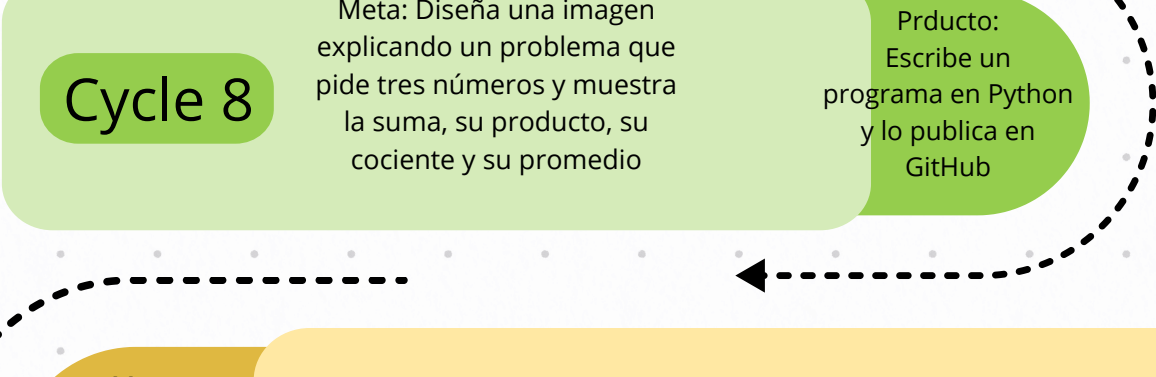 Cycle 8
Meta: Diseña una imagen
explicando un problema que
pide tres números y muestra
la suma, su producto, su
cociente y su promedio
Prducto:
Escribe un
programa en Python
y lo publica en
GitHub